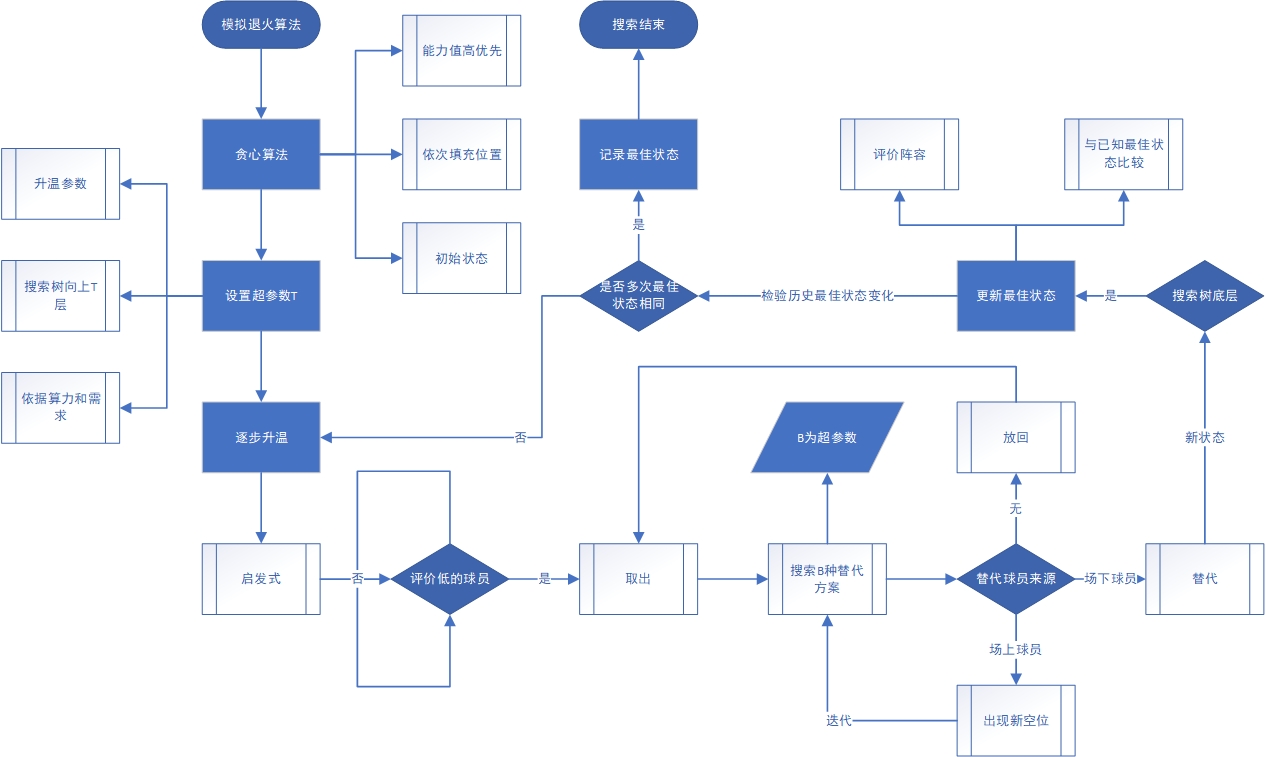 模拟退火算法
搜索结束
能力值高优先
贪心算法
依次填充位置
记录最佳状态
评价阵容
与已知最佳状
态比较
升温参数
是
初始状态
搜索树向上T
层
设置超参数T
是否多次最佳
状态相同
检验历史最佳状态变化
更新最佳状态
是
搜索树底层
依据算力和需
求
逐步升温
否
B为超参数
放回
新状态
无
启发式
否
评价低的球员
是
取出
搜索B种替代
方案
替代球员来源
场下球员
替代
场上球员
迭代
出现新空位